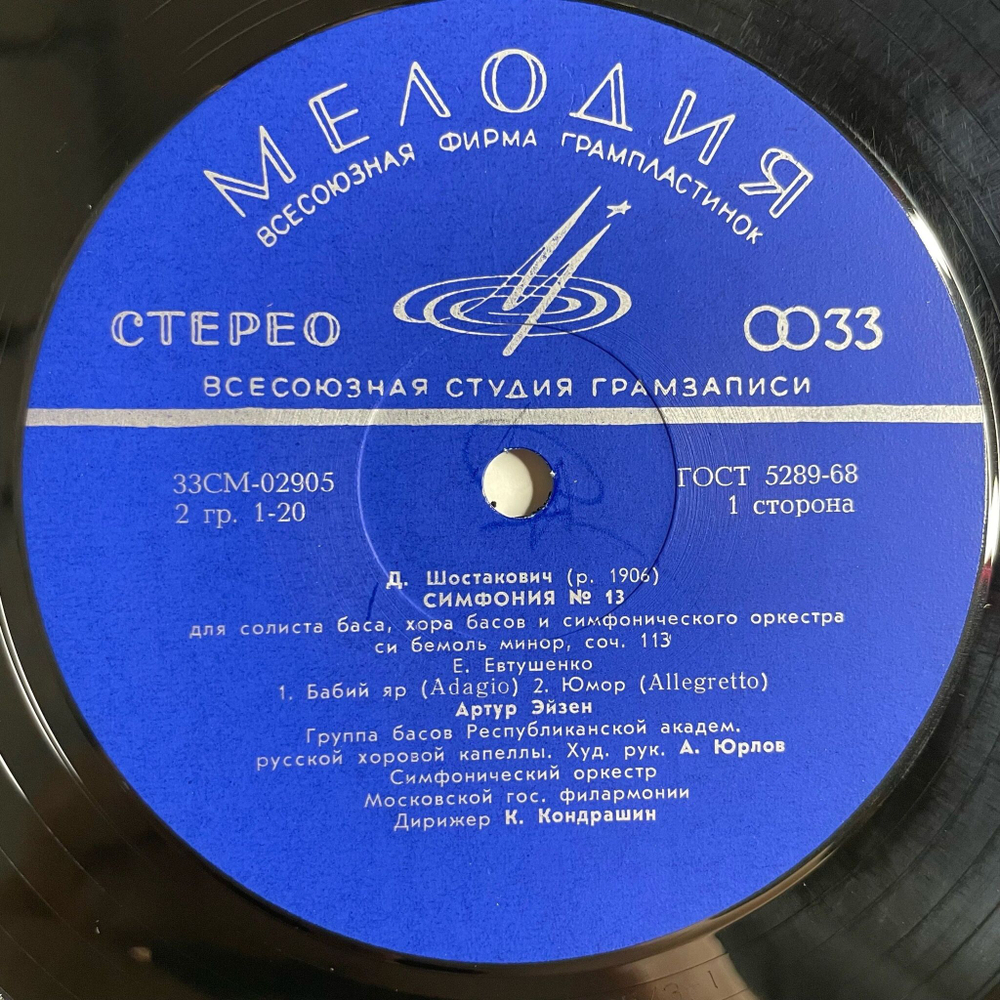 МЕЛОДИЯ
ВСЕСОЮЗНАЯ ФИРМА ГРАМПЛАСТИНОК
СТЕРЕО
33
ВСЕСОЮЗНАЯ СТУДИЯ ГРАМЗАПИСИ
33СМ-02905
ГОСТ 5289-68
2 гр. 1-20
1 сторона
Д. Шостакович (р. 1906)
СИМФОНИЯ № 13
для солиста баса, хора басов и симфонического оркестра
си бемоль минор, соч. 113
Е. Евтушенко
1. Бабий яр (Adagio) 2. Юмор (Allegretto)
Артур Эйзен
Группа басов Республиканской академ.
русской хоровой капеллы. Худ. рук. А. Юрлов
Симфонический оркестр
Московской гос. филармонии
Дирижер К. Кондрашин